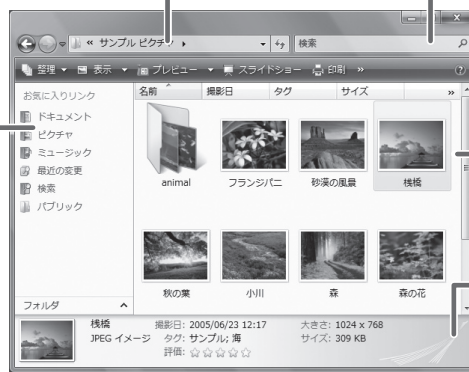 « サンプル ピクチャ
検索
整理 表示 プレビュー スライドショー 印刷 »
お気に入りリンク
名前 撮影日 タグ サイズ »
ドキュメント
ピクチャ
ミュージック
最近の変更
検索
パブリック
animal フランジパニ 砂漠の風景 桟橋
秋の葉 小川 森 森の花
フォルダ
桟橋 撮影日: 2005/06/23 12:17 大きさ: 1024 x 768
JPEG イメージ タグ: サンプル; 海 サイズ: 309 KB
評価: ☆☆☆☆☆